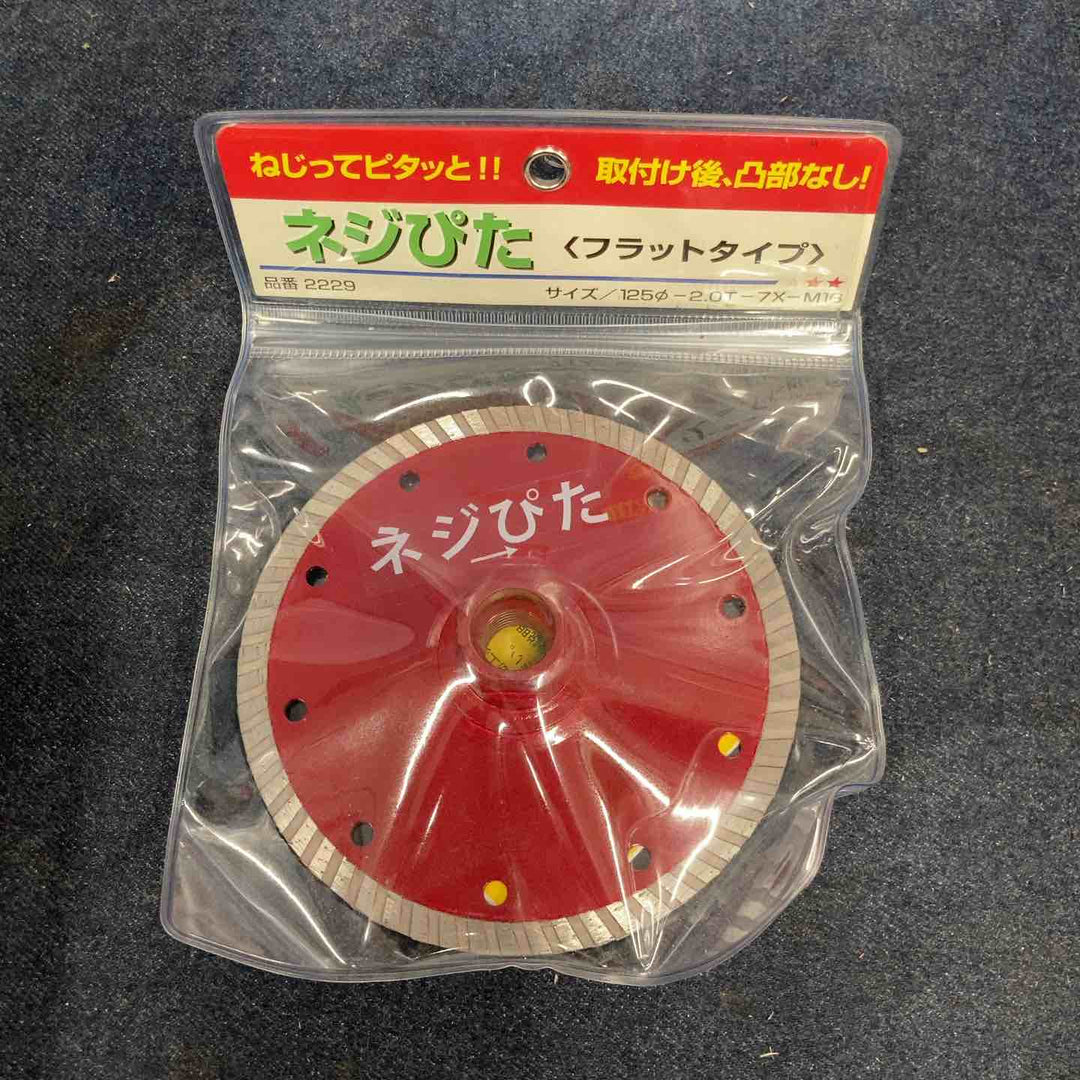 ねじってピタッと!! 取付け後、凸部なし!
ネジぴた 〈フラットタイプ〉
品番 2229
サイズ/125φ-2.0T-7X-M16
ネジぴた